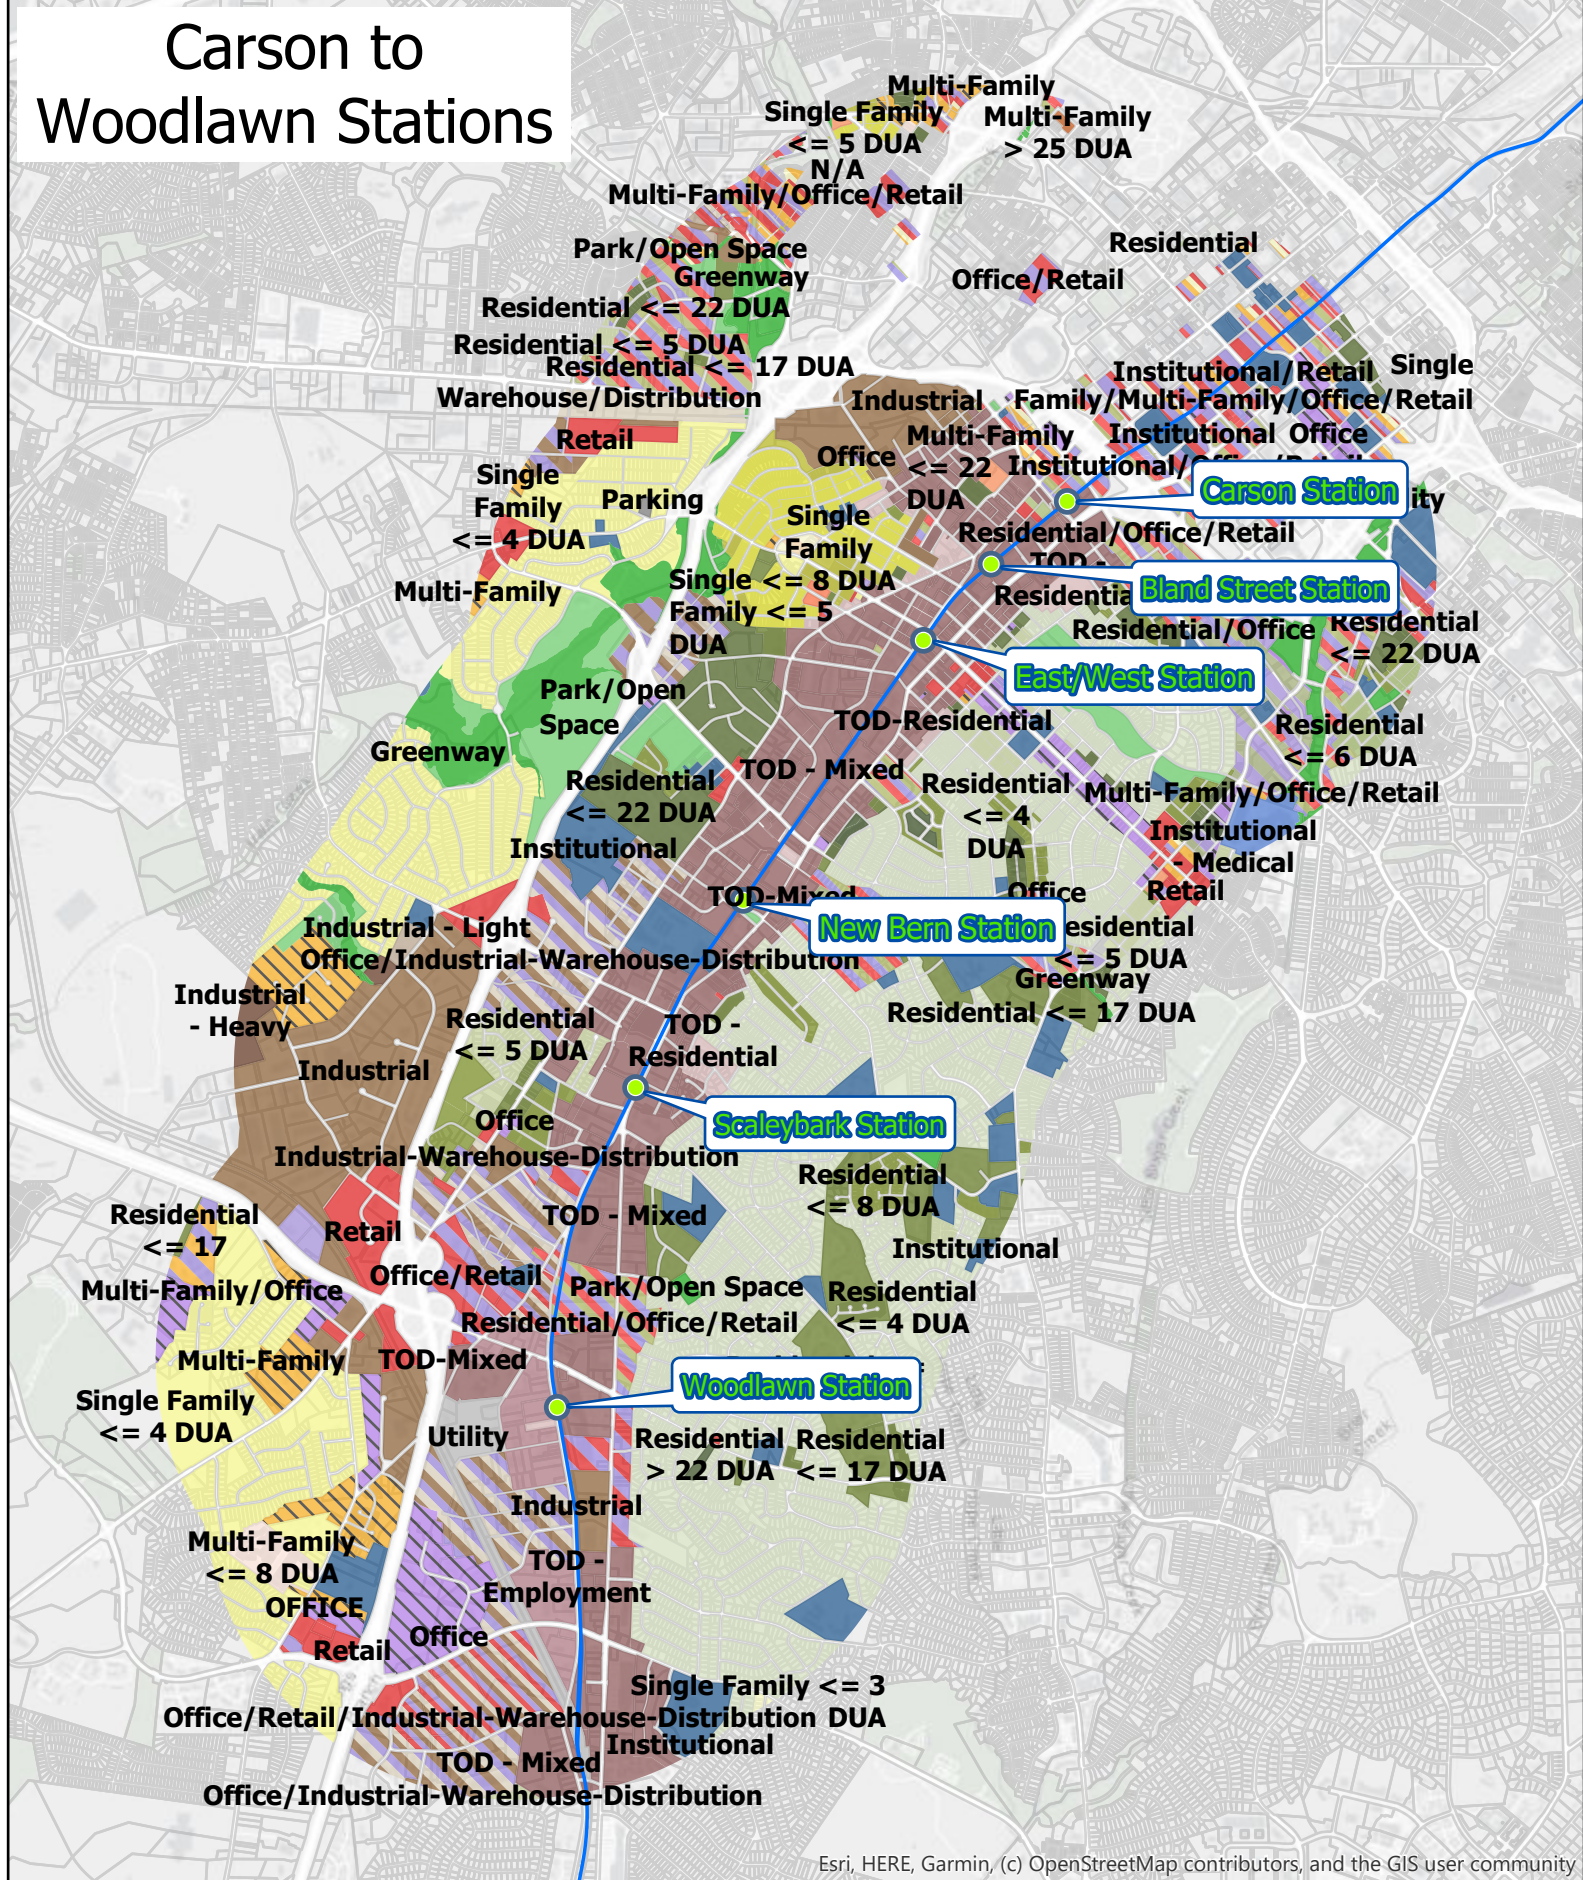 Carson to
Woodlawn Stations
Multi-Family
Single Family
<= 5 DUA
Multi-Family
> 25 DUA
N/A
Multi-Family/Office/Retail
Residential
Park/Open Space
Greenway
Office/Retail
Residential <= 22 DUA
Residential <= 5 DUA
Residential <= 17 DUA
Warehouse/Distribution
Institutional/Retail
Single
Family/Multi-Family/Office/Retail
Industrial
Retail
Multi-Family
<= 22
DUA
Institutional
Office
Office
Institutional/
Carson Station
ity
Single
Family
<= 4 DUA
Parking
Single
Family
<= 8 DUA
Residential/Office/Retail
TOD -
Residentia
Bland Street Station
Multi-Family
Single
Family <= 5
DUA
Residential/Office
Residential
<= 22 DUA
East/West Station
Park/Open
Space
TOD-Residential
Residential
<= 6 DUA
Greenway
TOD - Mixed
Residential
<= 22 DUA
Residential
<= 4
DUA
Multi-Family/Office/Retail
Institutional
Institutional
- Medical
TOD-Mixed
Office
Retail
New Bern Station
esidential
<= 5 DUA
Industrial - Light
Office/Industrial-Warehouse-Distribution
Greenway
Industrial
- Heavy
Residential <= 17 DUA
Residential
<= 5 DUA
TOD -
Residential
Industrial
Office
Scaleybark Station
Industrial-Warehouse-Distribution
Residential
<= 8 DUA
Residential
<= 17
Retail
TOD - Mixed
Institutional
Multi-Family/Office
Office/Retail
Park/Open Space
Residential
<= 4 DUA
Residential/Office/Retail
Multi-Family
TOD-Mixed
Woodlawn Station
Single Family
<= 4 DUA
Utility
Residential
> 22 DUA
Residential
<= 17 DUA
Industrial
Multi-Family
<= 8 DUA
TOD -
Employment
OFFICE
Retail
Office
Single Family <= 3
DUA
Office/Retail/Industrial-Warehouse-Distribution
Institutional
TOD - Mixed
Office/Industrial-Warehouse-Distribution
Esri, HERE, Garmin, (c) OpenStreetMap contributors, and the GIS user community